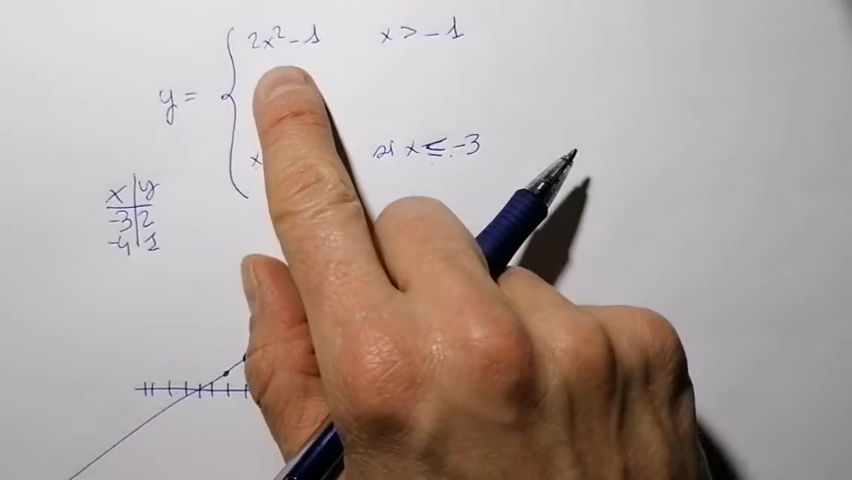 2x² - 1 x > - 1
y = {
x si x ≤ -3
x | y
-3 | 2
-4 | 1